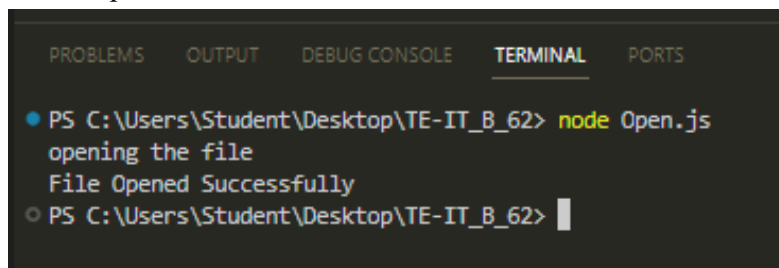 PROBLEMS OUTPUT DEBUG CONSOLE TERMINAL PORTS
PS C:\Users\Student\Desktop\TE-IT_B_62> node Open.js
opening the file
File Opened Successfully
PS C:\Users\Student\Desktop\TE-IT_B_62>